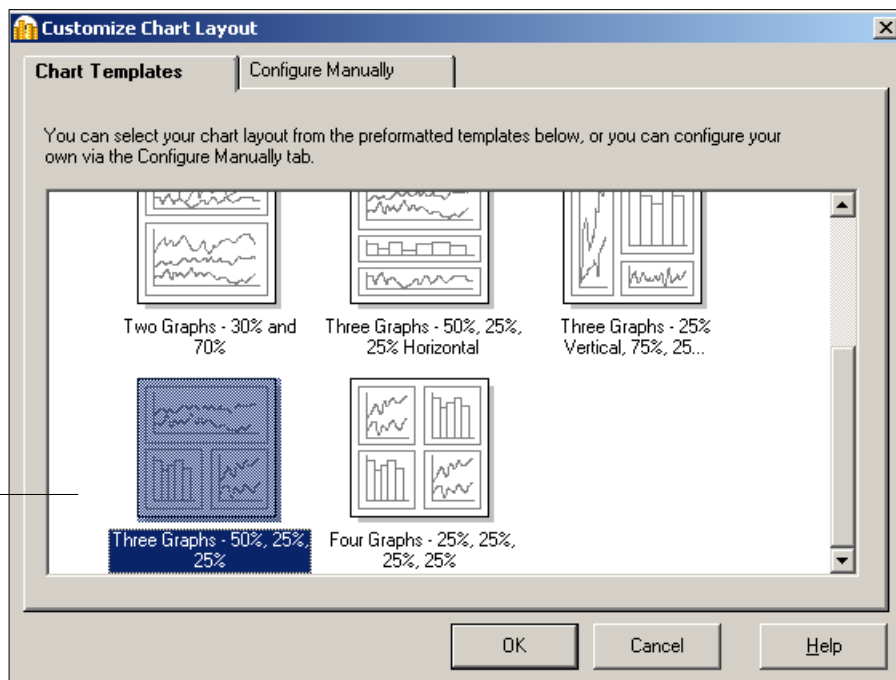 Customize Chart Layout
Chart Templates
Configure Manually
You can select your chart layout from the preformatted templates below, or you can configure your
own via the Configure Manually tab.
Two Graphs - 30% and
70%
Three Graphs - 50%, 25%,
25% Horizontal
Three Graphs - 25%
Vertical, 75%, 25...
Three Graphs - 50%, 25%,
25%
Four Graphs - 25%, 25%,
25%, 25%
OK
Cancel
Help